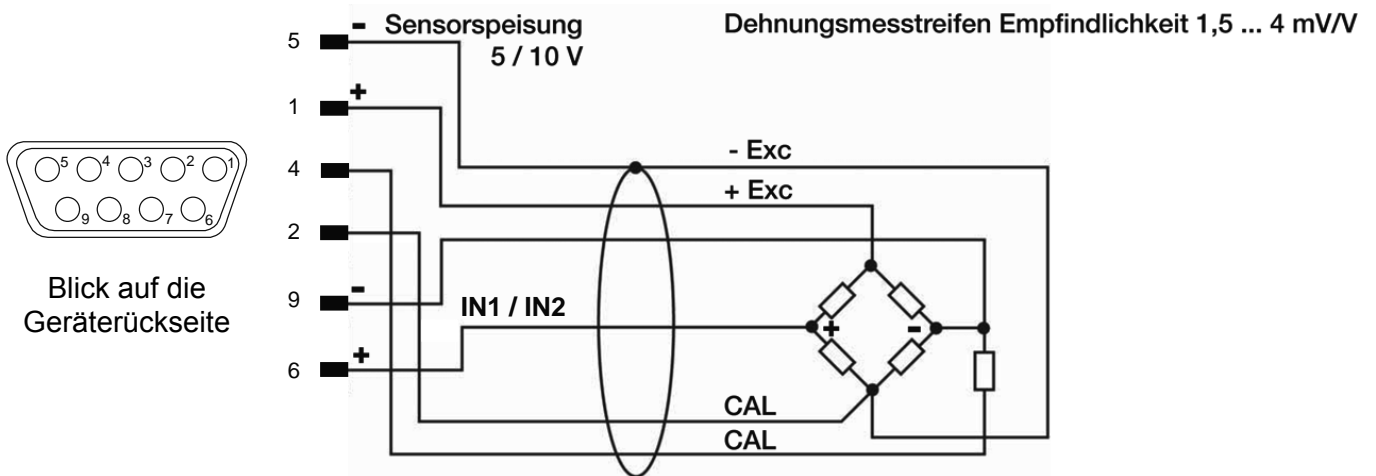 - Sensorspeisung
5 / 10 V
Dehnungsmesstreifen Empfindlichkeit 1,5 ... 4 mV/V
5
1
+
4
2
9
-
6
+
- Exc
+ Exc
IN1 / IN2
+
-
CAL
CAL
5 4 3 2 1
9 8 7 6
Blick auf die
Geräterückseite